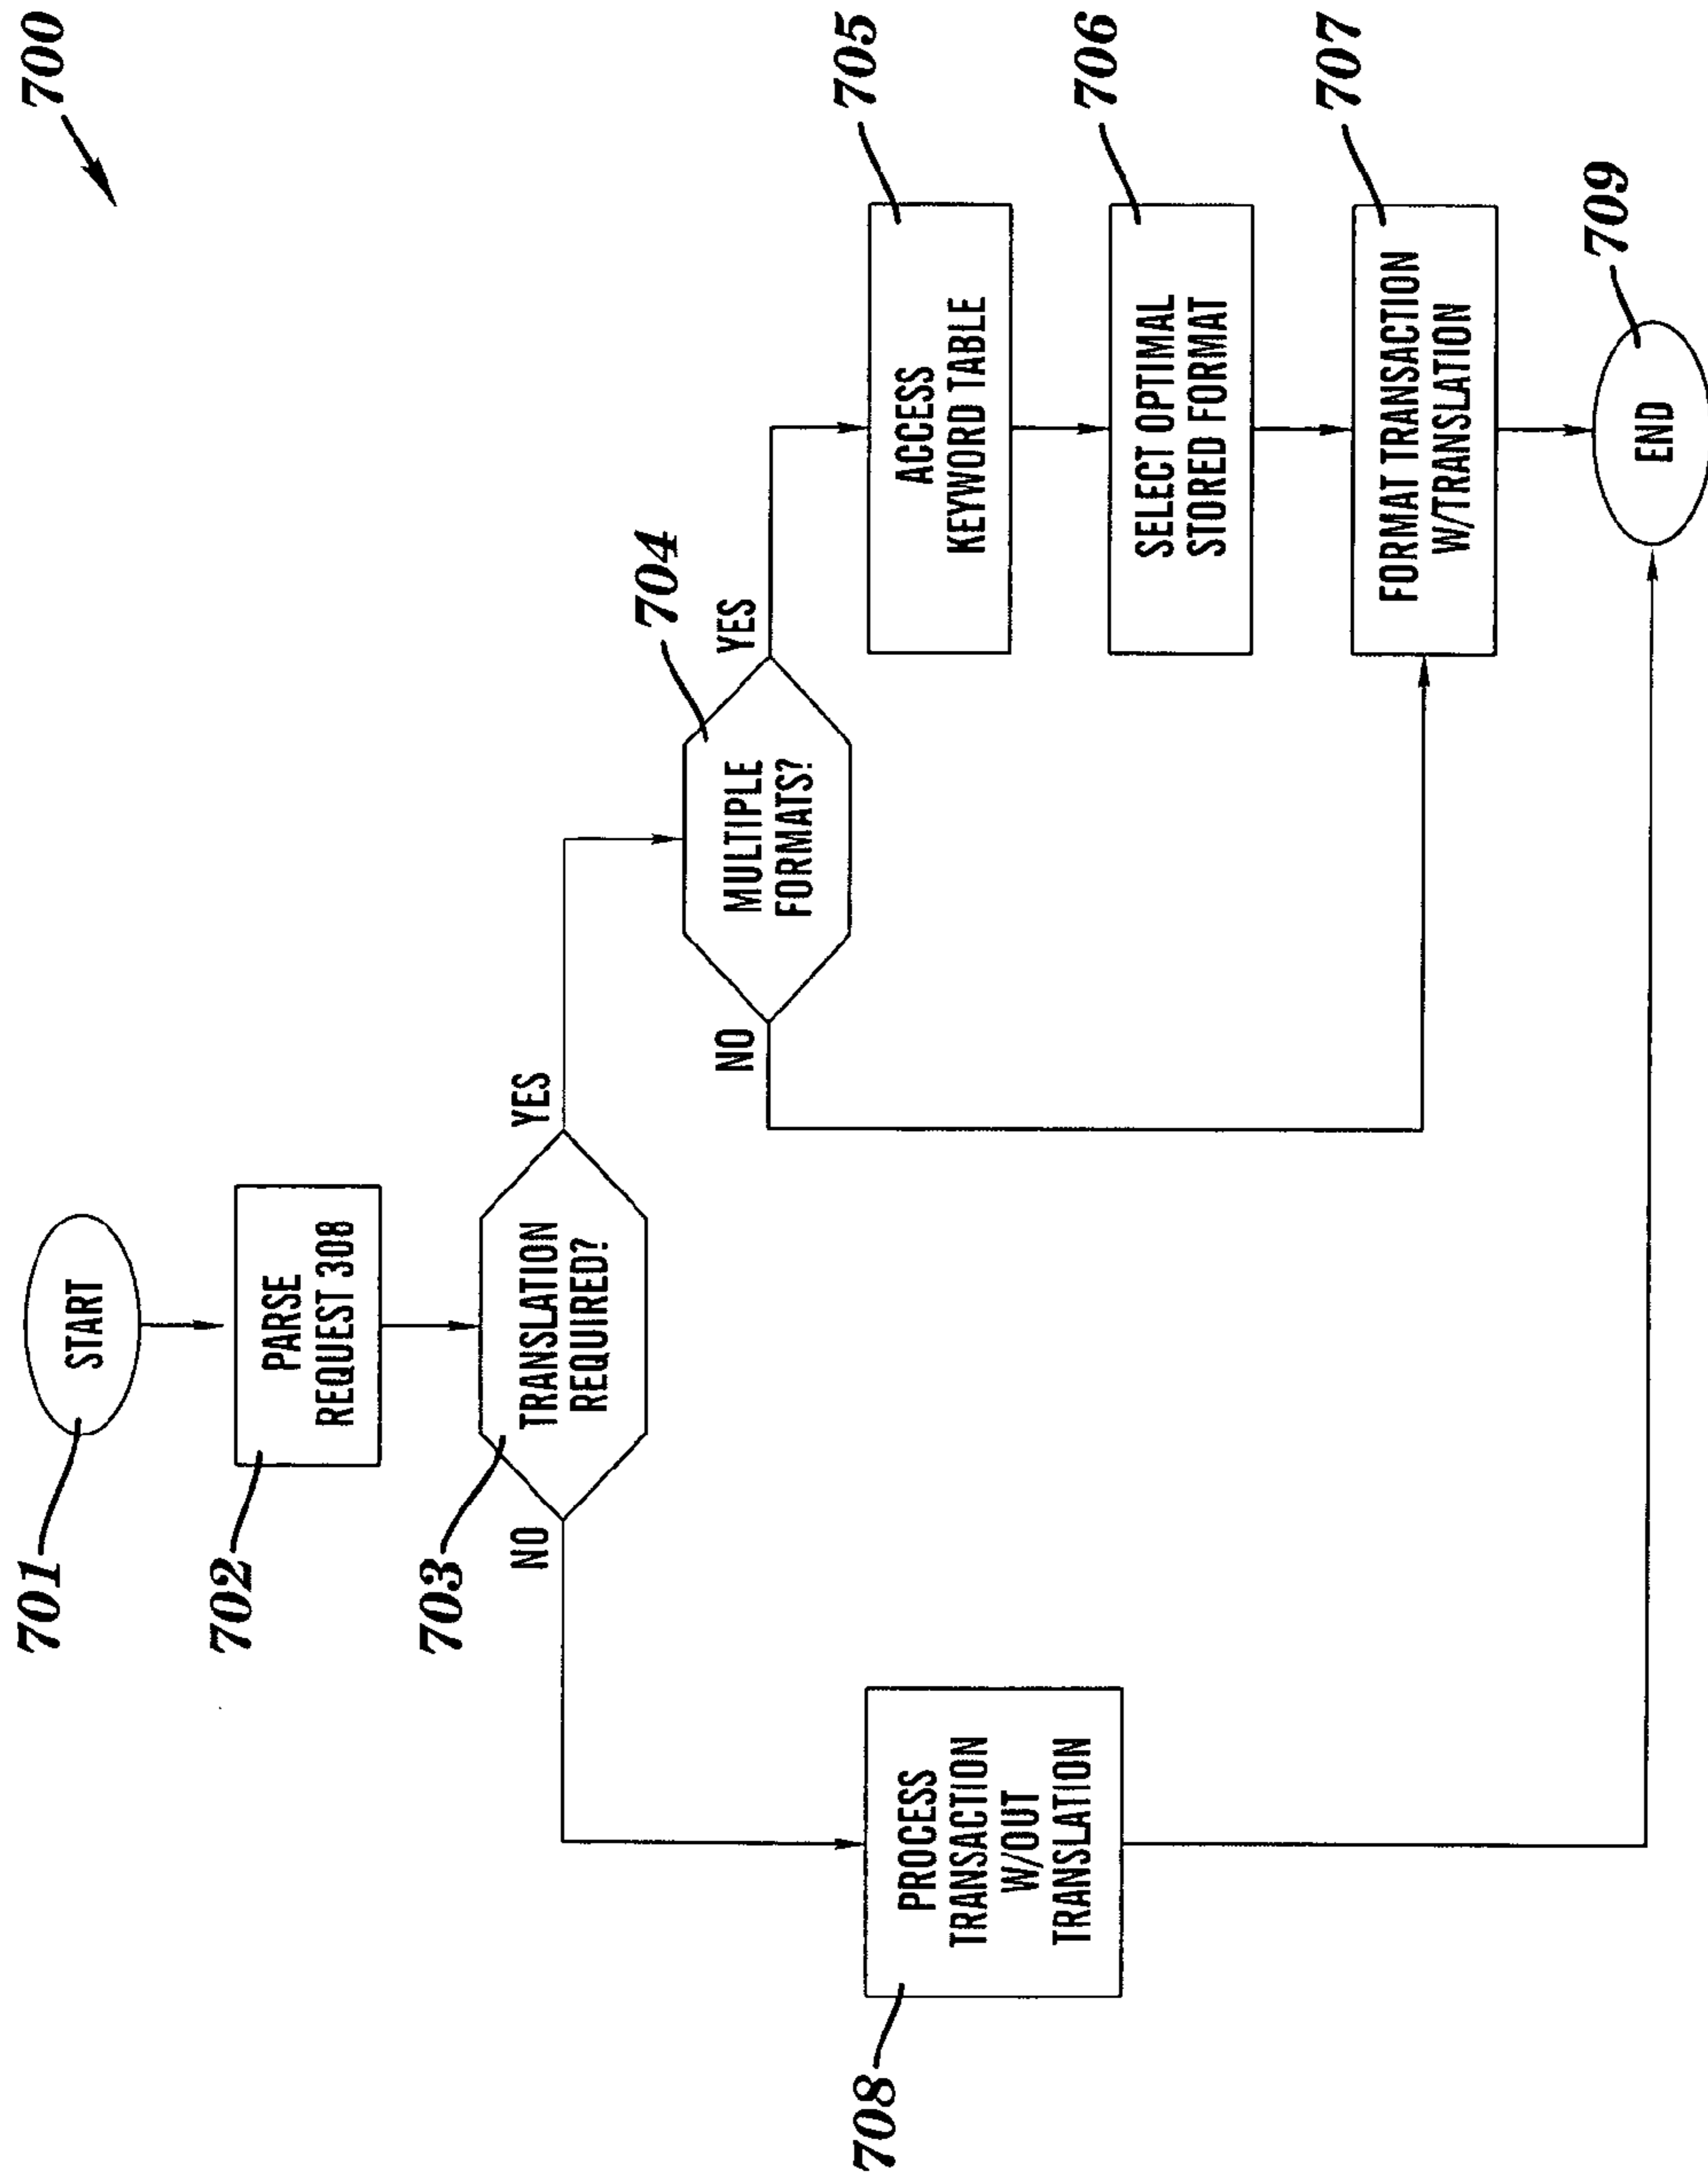 700
701
START
702
PARSE
REQUEST 308
703
TRANSLATION
REQUIRED?
NO
YES
704
MULTIPLE
FORMATS?
NO
YES
705
ACCESS
KEYWORD TABLE
706
SELECT OPTIMAL
STORED FORMAT
707
FORMAT TRANSACTION
W/TRANSLATION
708
PROCESS
TRANSACTION
W/OUT
TRANSLATION
709
END